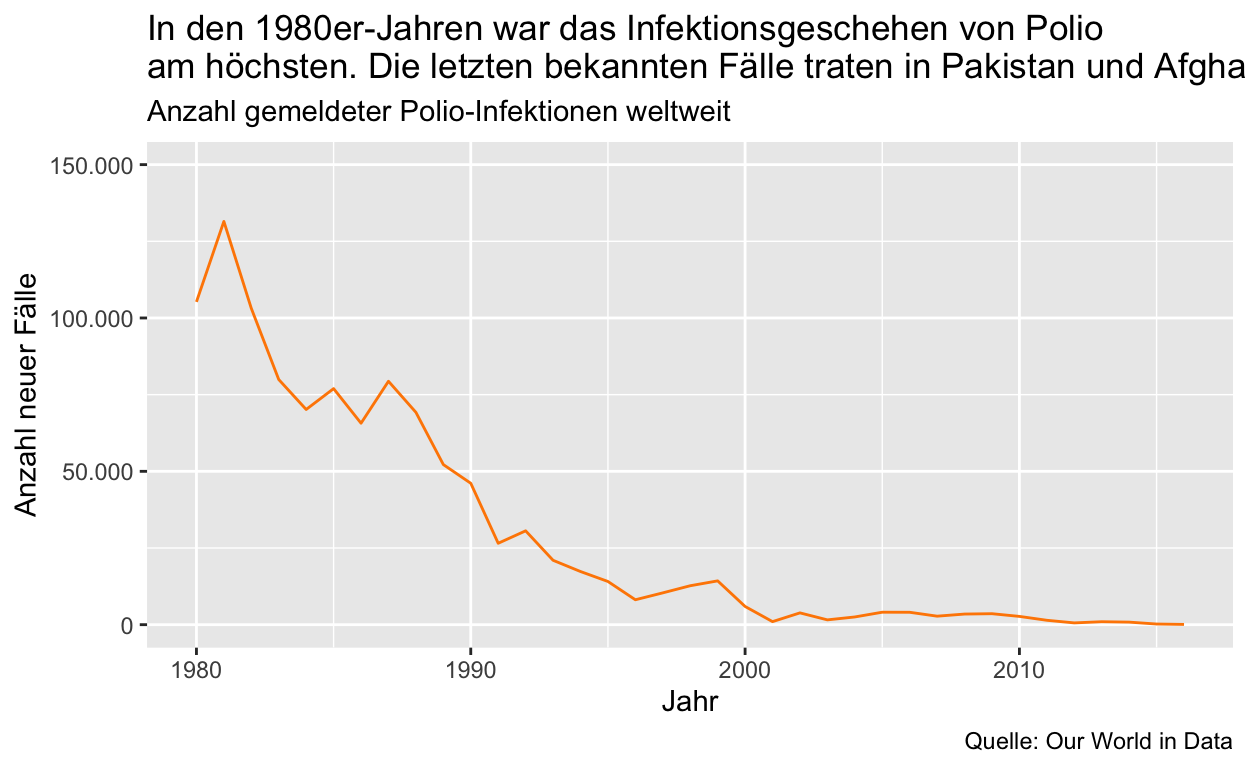 In den 1980er-Jahren war das Infektionsgeschehen von Polio
am höchsten. Die letzten bekannten Fälle traten in Pakistan und Afgha
Anzahl gemeldeter Polio-Infektionen weltweit
150.000
100.000
50.000
0
Anzahl neuer Fälle
1980 1990 2000 2010
Jahr
Quelle: Our World in Data